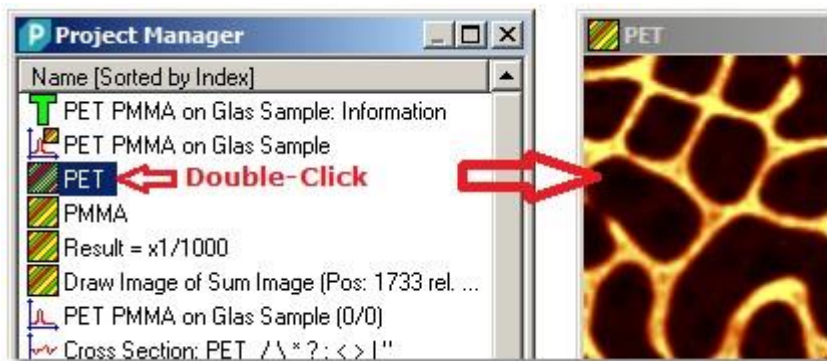 Project Manager
Name [Sorted by Index]
PET PMMA on Glas Sample: Information
PET PMMA on Glas Sample
PET
Double-Click
PMMA
Result = x1/1000
Draw Image of Sum Image (Pos: 1733 rel. ...
PET PMMA on Glas Sample (0/0)
Cross Section: PET / \ * ? : < > | "
PET